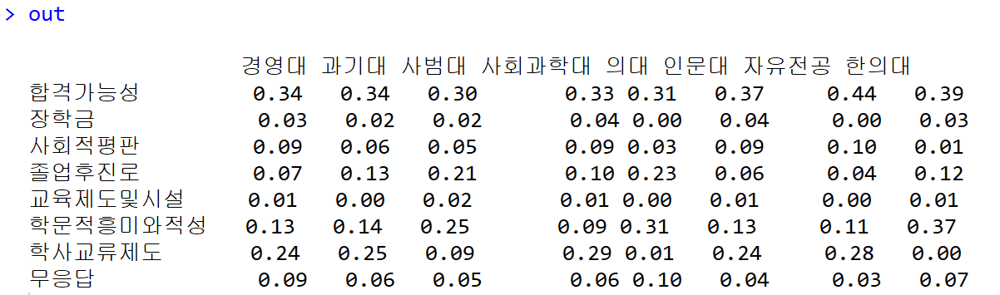 > out
경영대 과기대 사범대 사회과학대 의대 인문대 자유전공 한의대
합격가능성 0.34 0.34 0.30 0.33 0.31 0.37 0.44 0.39
장학금 0.03 0.02 0.02 0.04 0.00 0.04 0.00 0.03
사회적평판 0.09 0.06 0.05 0.09 0.03 0.09 0.10 0.01
졸업후진로 0.07 0.13 0.21 0.10 0.23 0.06 0.04 0.12
교육제도및시설 0.01 0.00 0.02 0.01 0.00 0.01 0.00 0.01
학문적흥미와적성 0.13 0.14 0.25 0.09 0.31 0.13 0.11 0.37
학사교류제도 0.24 0.25 0.09 0.29 0.01 0.24 0.28 0.00
무응답 0.09 0.06 0.05 0.06 0.10 0.04 0.03 0.07